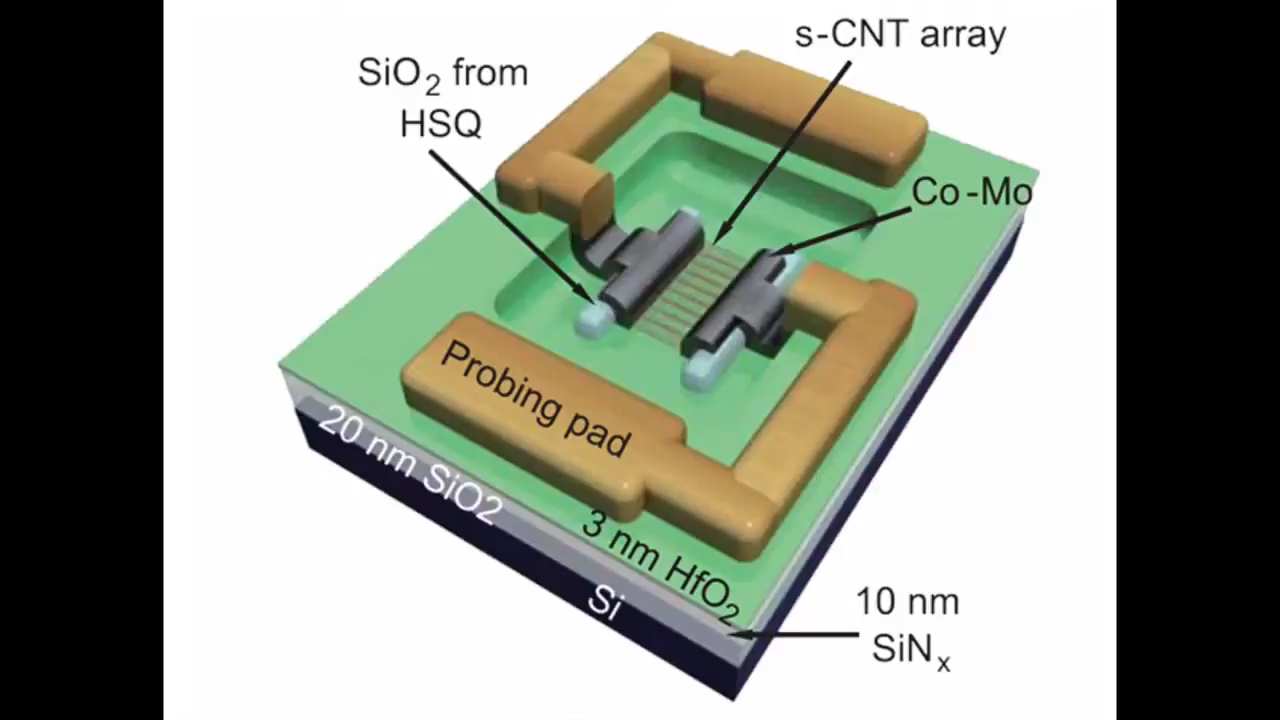 s-CNT array
SiO₂ from
HSQ
Co-Mo
Probing pad
20 nm SiO2
3 nm HfO₂
Si
10 nm
SiNₓ